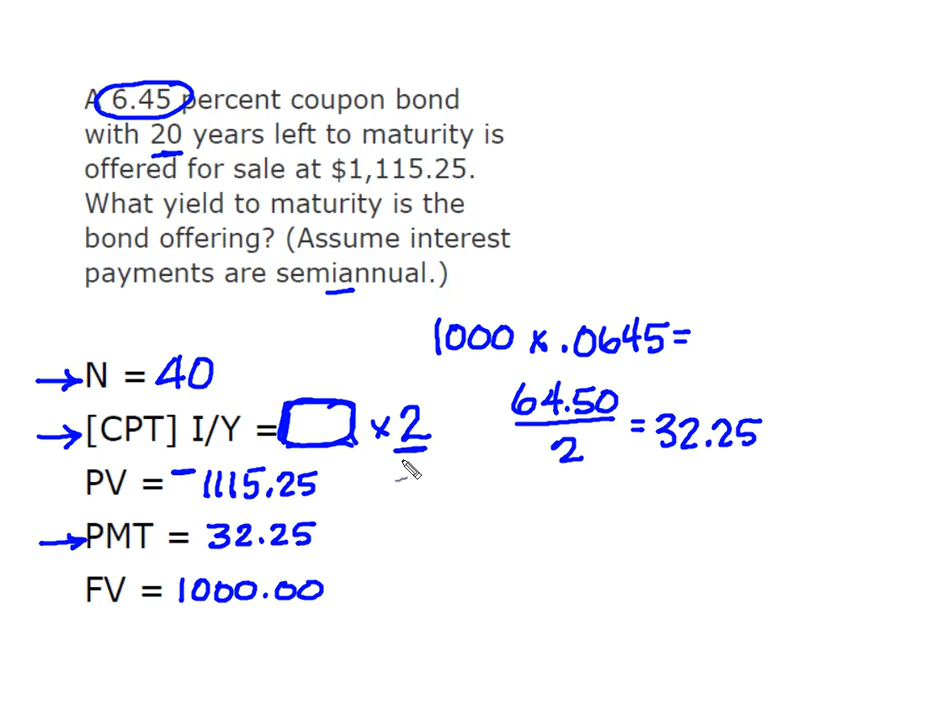 A 6.45 percent coupon bond
with 20 years left to maturity is
offered for sale at $1,115.25.
What yield to maturity is the
bond offering? (Assume interest
payments are semiannual.)
1000 x .0645=
→N = 40
64.50
2
= 32.25
→[CPT] I/Y = x 2
PV = -1115.25
→PMT = 32.25
FV = 1000.00